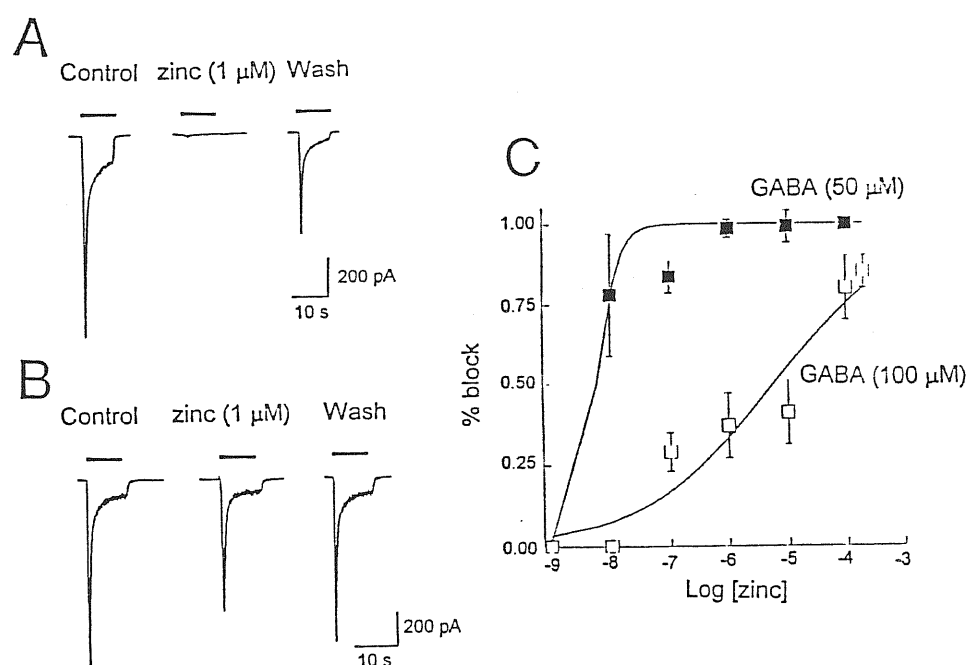 A
Control zinc (1 µM) Wash
200 pA
10 s
B
Control zinc (1 µM) Wash
200 pA
10 s
C
GABA (50 µM)
1.00
0.75
0.50
0.25
0.00
% block
GABA (100 µM)
-9 -8 -7 -6 -5 -4 -3
Log [zinc]